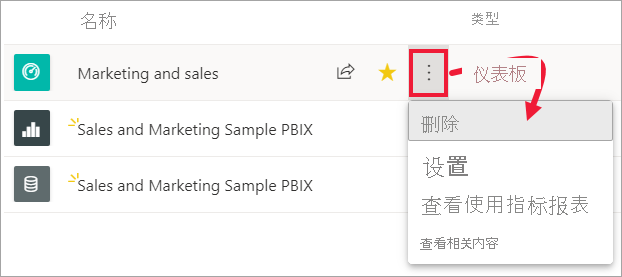 名称
类型
Marketing and sales
仪表板
Sales and Marketing Sample PBIX
Sales and Marketing Sample PBIX
删除
设置
查看使用指标报表
查看相关内容